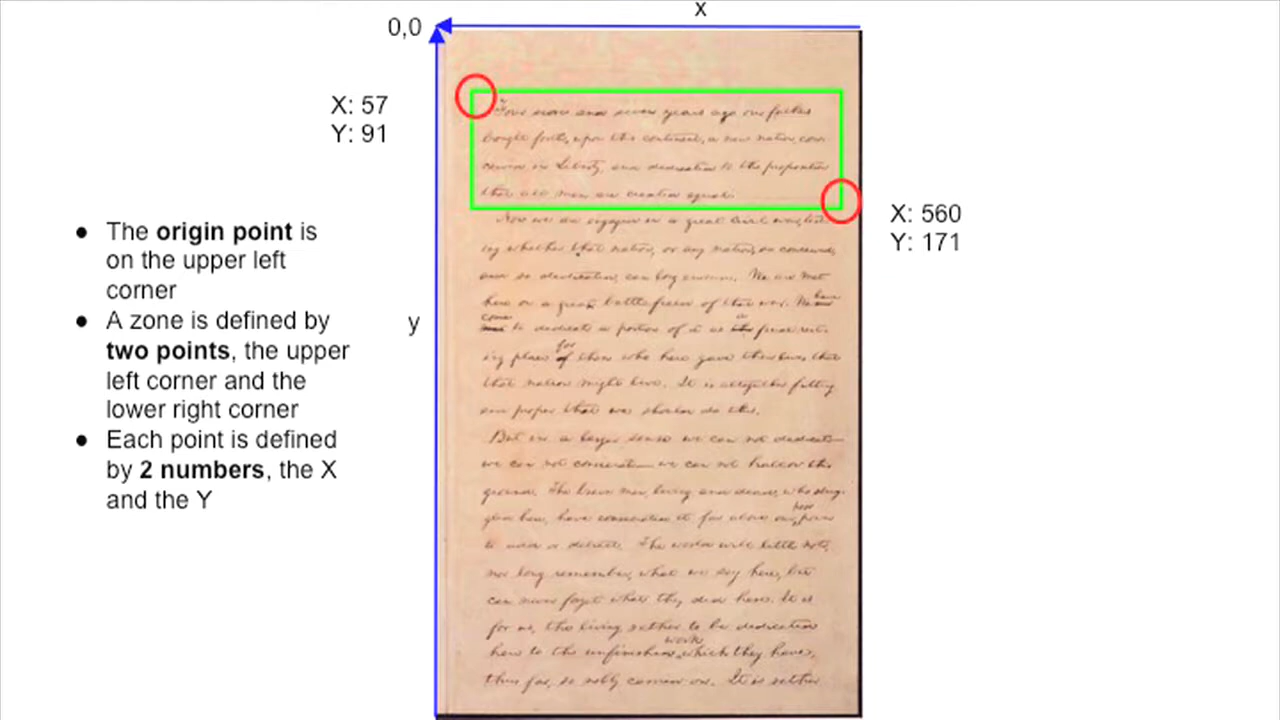 0,0
x
X: 57
Y: 91
X: 560
Y: 171
y
● The origin point is
on the upper left
corner
● A zone is defined by
two points, the upper
left corner and the
lower right corner
● Each point is defined
by 2 numbers, the X
and the Y
Four score and seven years ago our fathers
brought forth, upon this continent, a new nation, con-
ceived in Liberty, and dedicated to the proposition
that all men are created equal.
Now we are engaged in a great civil war, test-
ing whether that nation, or any nation, so conceived,
and so dedicated, can long endure. We are met
here on a great battlefield of that war. We have
come to dedicate a portion of it as a final rest-
ing place for those who here gave their lives that
that nation might live. It is altogether fitting
and proper that we should do this.
But in a larger sense we can not dedicate—
we can not consecrate— we can not hallow this
ground. The brave men, living and dead, who strug-
gled here, have consecrated it far above our poor power
to add or detract. The world will little note,
nor long remember, what we say here, but
can never forget what they did here. It is
for us, the living, rather to be dedicated
here to the unfinished work which they have,
thus far, so nobly carried on. It is rather